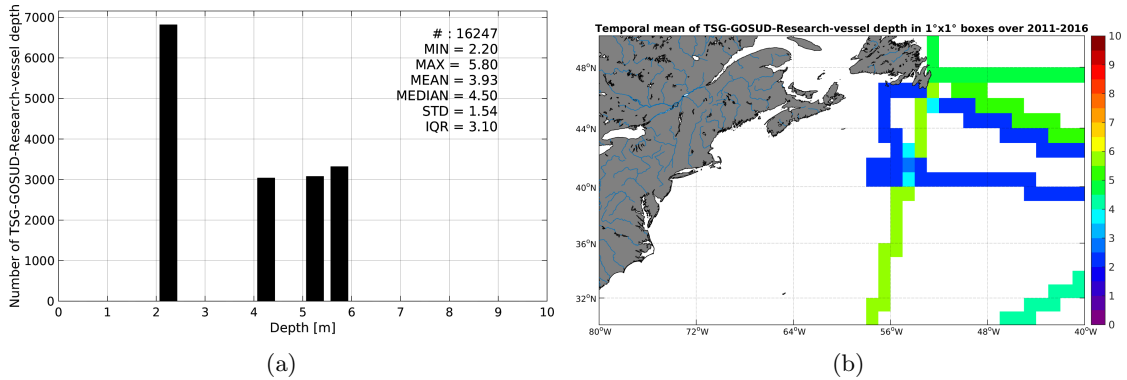 7000
6000
5000
4000
3000
2000
1000
0
Number of TSG-GOSUD-Research-vessel depth
# : 16247
MIN = 2.20
MAX = 5.80
MEAN = 3.93
MEDIAN = 4.50
STD = 1.54
IQR = 3.10
0 1 2 3 4 5 6 7 8 9 10
Depth [m]
(a)
Temporal mean of TSG-GOSUD-Research-vessel depth in 1°x1° boxes over 2011-2016
48°N
44°N
40°N
36°N
32°N
80°W 72°W 64°W 56°W 48°W 40°W
10
9
8
7
6
5
4
3
2
1
0
(b)